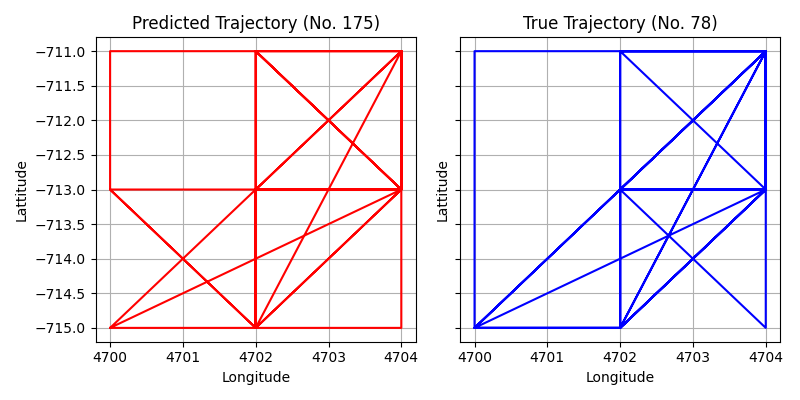 Predicted Trajectory (No. 175)
True Trajectory (No. 78)
−711.0
−711.5
−712.0
−712.5
−713.0
−713.5
−714.0
−714.5
−715.0
Lattitude
Lattitude
4700 4701 4702 4703 4704
4700 4701 4702 4703 4704
Longitude
Longitude